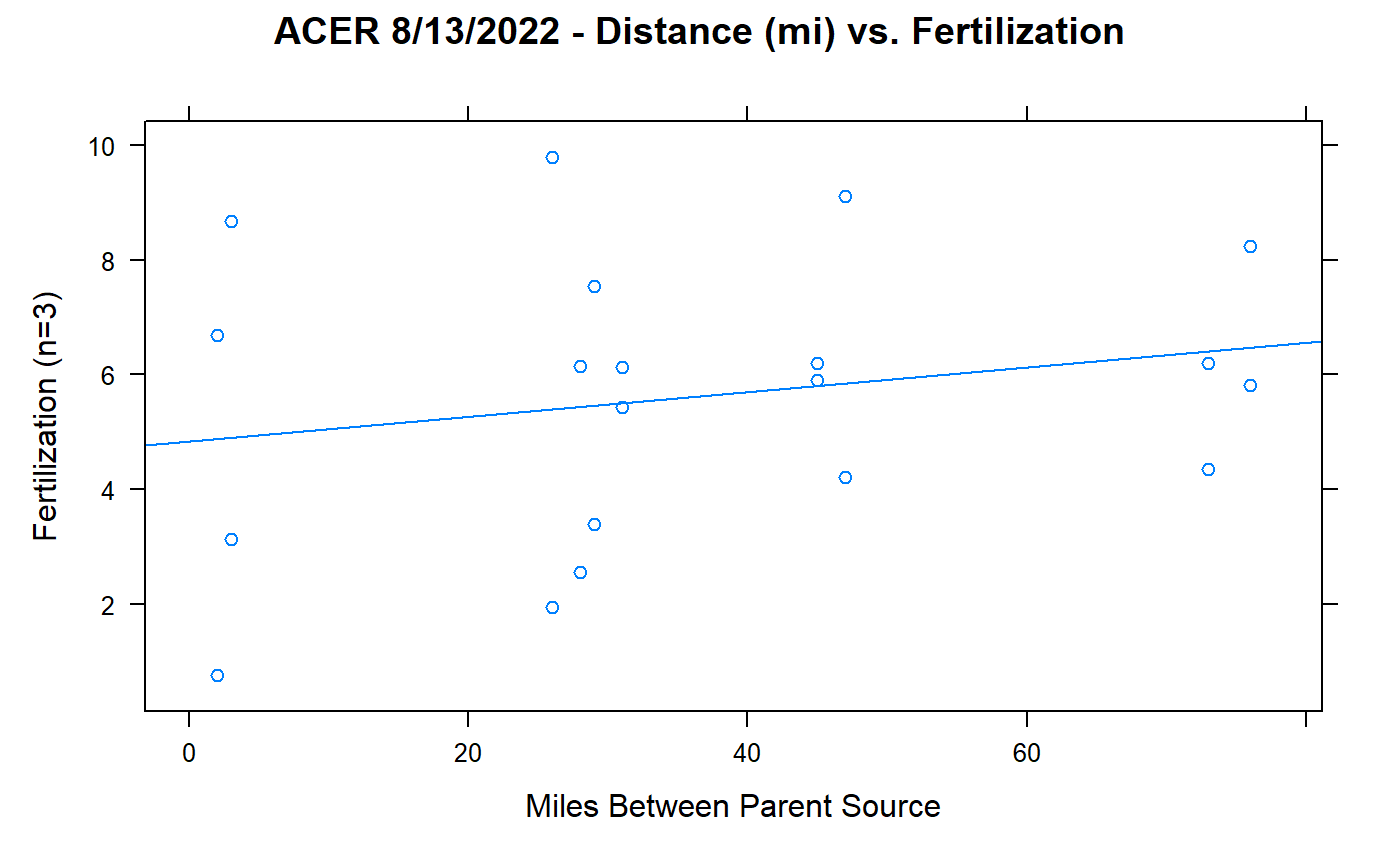 ACER 8/13/2022 - Distance (mi) vs. Fertilization
10
8
6
4
2
Fertilization (n=3)
0 20 40 60
Miles Between Parent Source